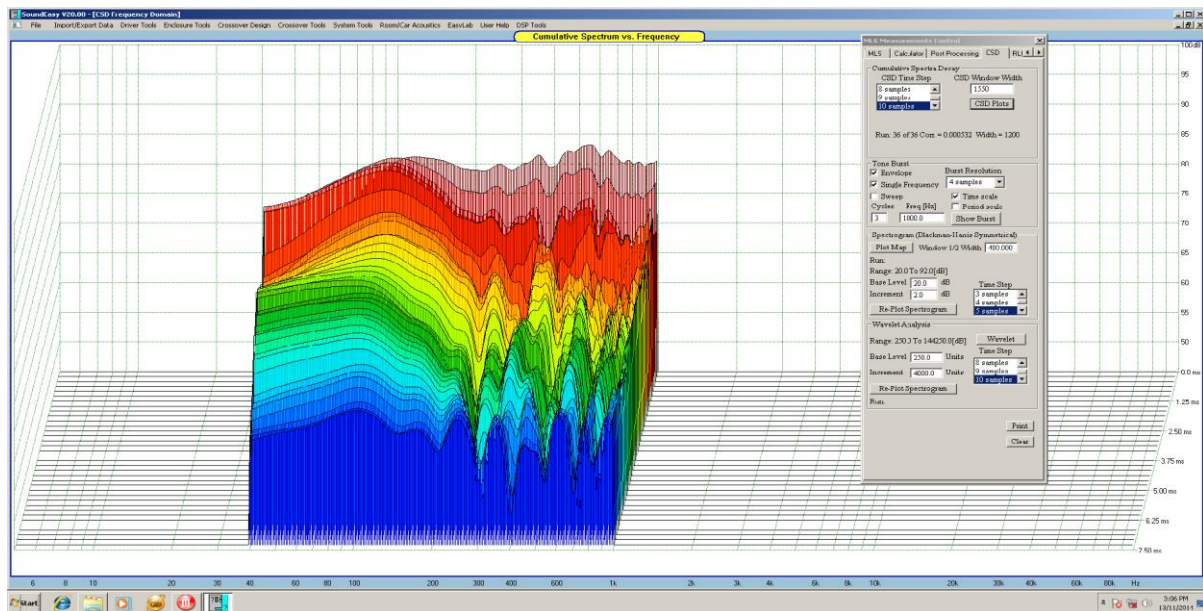 SoundEasy V20.00 - [CSD Frequency Domain]
File Import/Export Data Driver Tools Enclosure Tools Crossover Design Crossover Tools System Tools Room/Car Acoustics EasyLab User Help DSP Tools
Cumulative Spectrum vs. Frequency
100dB
95
90
85
80
75
70
65
60
55
50
0.0 ms
1.25 ms
2.50 ms
3.75 ms
5.00 ms
6.25 ms
7.50 ms
MLS Measurements Control
MLS Calculator Post Processing CSD
Cumulative Spectra Decay
CSD Time Step CSD Window Width
8 samples
9 samples
10 samples
1550
CSD Plots
Run: 36 of 36 Corr = 0.000532 Width = 1200
Tone Burst
Envelope Burst Resolution
Single Frequency 4 samples
Sweep Time scale
Cycles Freq [Hz] Period scale
3 1000.0 Show Burst
Spectrogram (Blackman-Harris Symmetrical)
Plot Map Window 1/2 Width 400.000
Run:
Range: 20.0 To 92.0[dB]
Base Level 20.0 dB Time Step
Increment 2.0 dB
3 samples
4 samples
5 samples
Re-Plot Spectrogram
Wavelet Analysis
Range: 250.0 To 144250.0[dB] Wavelet
Base Level 250.0 Units Time Step
Increment 4000.0 Units
8 samples
9 samples
10 samples
Re-Plot Spectrogram
Run:
Print
Clear
6 8 10 20 30 40 60 80 100 200 300 400 600 1k 2k 3k 4k 6k 8k 10k 20k 30k 40k 60k 80k Hz
Start
3:06 PM